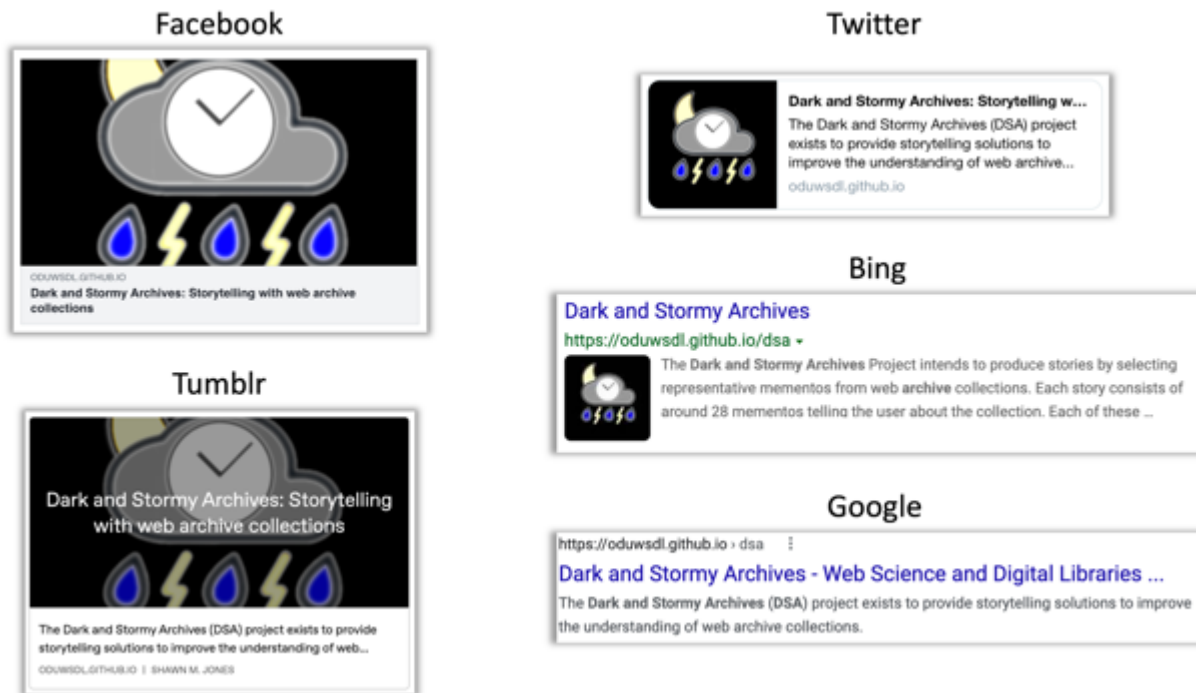 Facebook
ODUWSDL.GITHUB.IO
Dark and Stormy Archives: Storytelling with web archive
collections
Tumblr
Dark and Stormy Archives: Storytelling
with web archive collections
The Dark and Stormy Archives (DSA) project exists to provide
storytelling solutions to improve the understanding of web...
ODUWSDL.GITHUB.IO | SHAWN M. JONES
Twitter
Dark and Stormy Archives: Storytelling w...
The Dark and Stormy Archives (DSA) project
exists to provide storytelling solutions to
improve the understanding of web archive...
oduwsdl.github.io
Bing
Dark and Stormy Archives
https://oduwsdl.github.io/dsa
The Dark and Stormy Archives Project intends to produce stories by selecting
representative mementos from web archive collections. Each story consists of
around 28 mementos telling the user about the collection. Each of these ...
Google
https://oduwsdl.github.io › dsa
Dark and Stormy Archives - Web Science and Digital Libraries ...
The Dark and Stormy Archives (DSA) project exists to provide storytelling solutions to improve
the understanding of web archive collections.